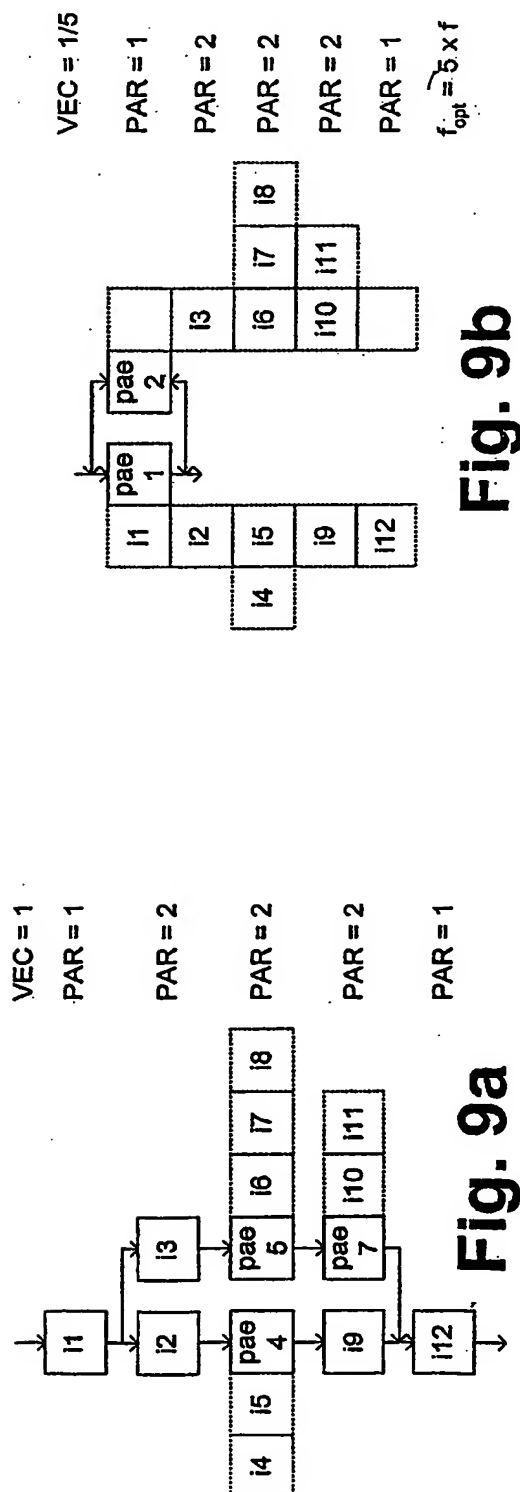 VEC = 1
i1 PAR = 1
i2 i3 PAR = 2
i4 i5 pae 4 pae 5 i6 i7 i8 PAR = 2
i9 pae 7 i10 i11 PAR = 2
i12 PAR = 1
Fig. 9a
VEC = 1/5
i1 pae 1 pae 2 PAR = 1
i2 i3 PAR = 2
i4 i5 i6 i7 i8 PAR = 2
i9 i10 i11 PAR = 2
i12 PAR = 1
fopt = 5 x f
Fig. 9b